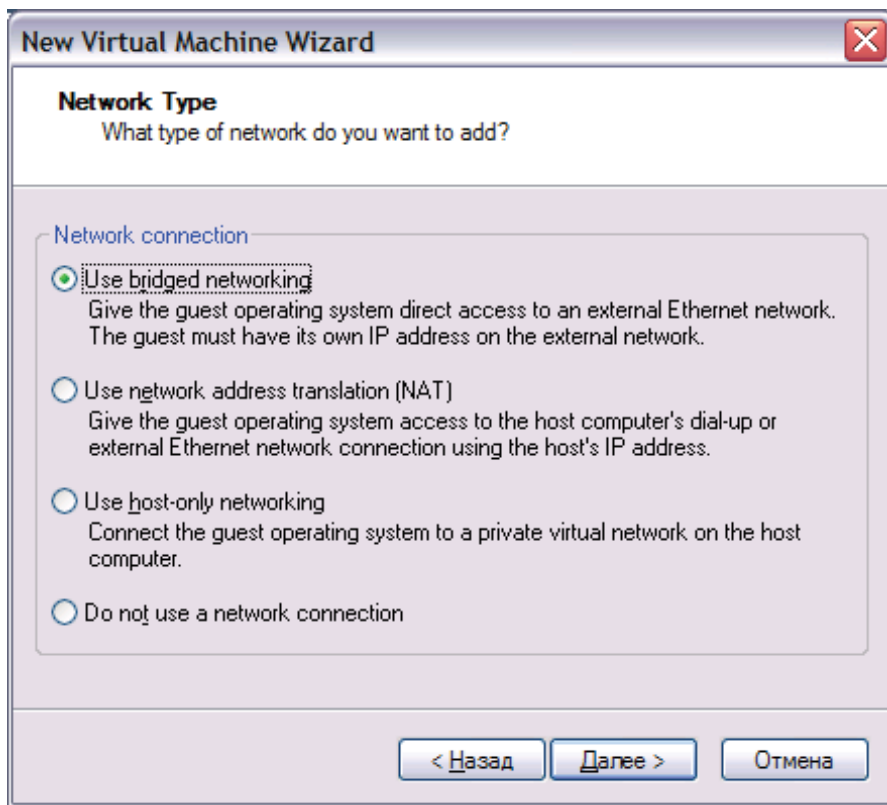 New Virtual Machine Wizard
Network Type
What type of network do you want to add?
Network connection
Use bridged networking
Give the guest operating system direct access to an external Ethernet network.
The guest must have its own IP address on the external network.
Use network address translation (NAT)
Give the guest operating system access to the host computer's dial-up or
external Ethernet network connection using the host's IP address.
Use host-only networking
Connect the guest operating system to a private virtual network on the host
computer.
Do not use a network connection
< Назад Далее > Отмена